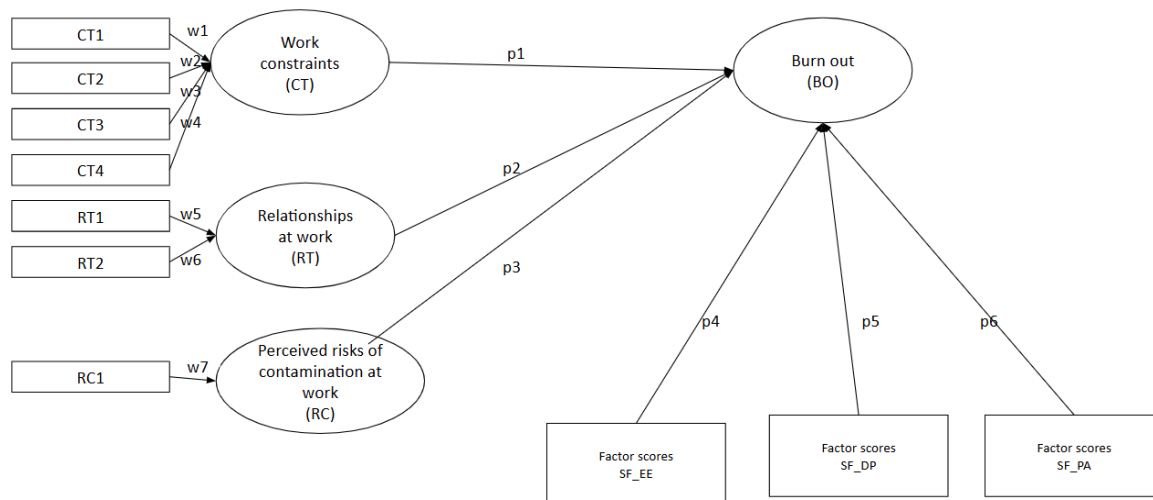 CT1
CT2
CT3
CT4
RT1
RT2
RC1
w1
w2
w3
w4
w5
w6
w7
Work
constraints
(CT)
Relationships
at work
(RT)
Perceived risks of
contamination at
work
(RC)
p1
p2
p3
Burn out
(BO)
p4
p5
p6
Factor scores
SF_EE
Factor scores
SF_DP
Factor scores
SF_PA